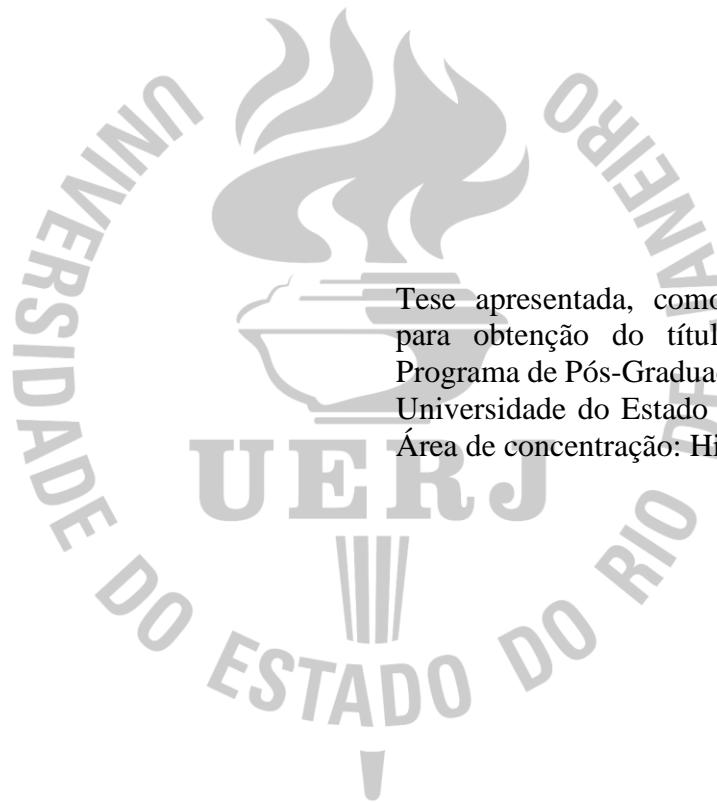 UNIVERSIDADE DO ESTADO DO RIO DE JANEIRO
Tese apresentada, como
para obtenção do títul
Programa de Pós-Gradua
Universidade do Estado
Área de concentração: Hi
UERJ